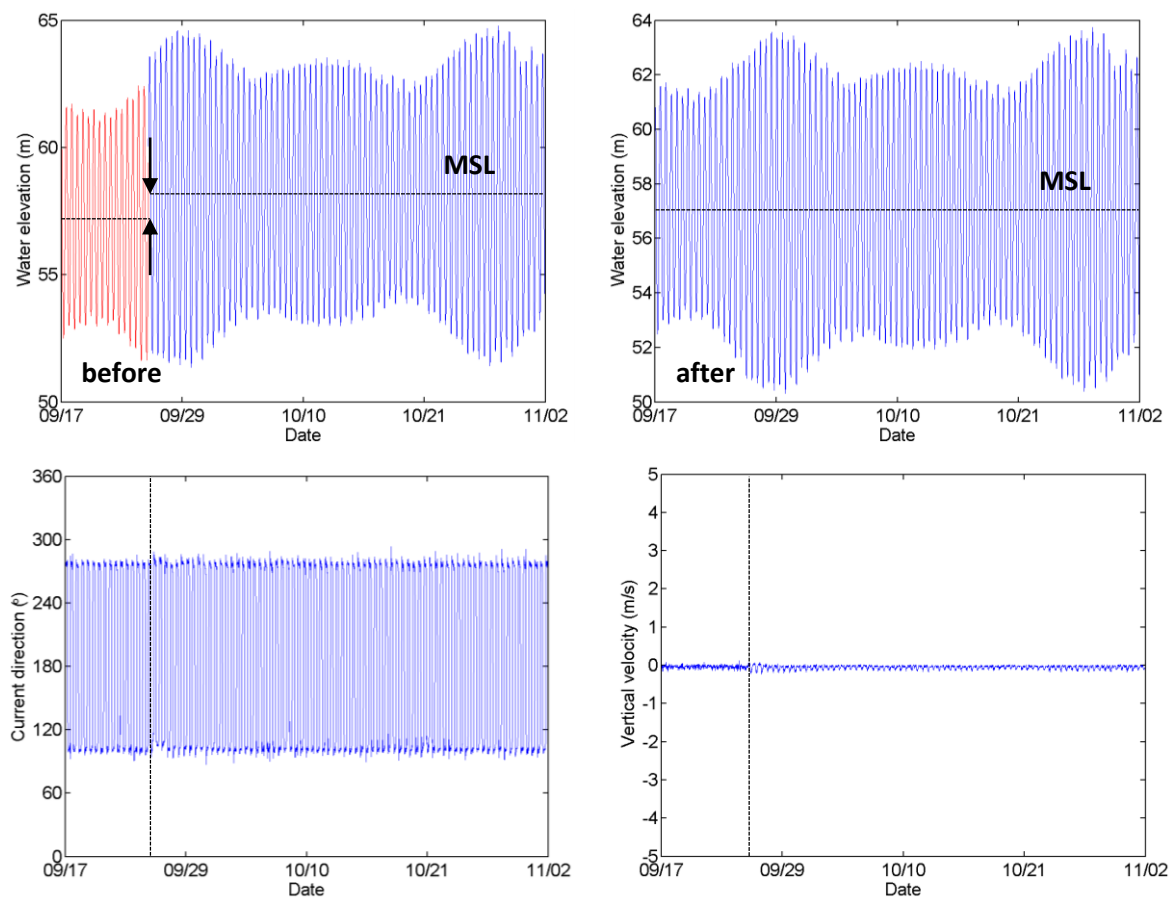 65
60
55
50
Water elevation (m)
MSL
before
09/17 09/29 10/10 10/21 11/02
Date
64
62
60
58
56
54
52
50
Water elevation (m)
MSL
after
09/17 09/29 10/10 10/21 11/02
Date
360
300
240
180
120
60
0
Current direction (°)
09/17 09/29 10/10 10/21 11/02
Date
5
4
3
2
1
0
-1
-2
-3
-4
-5
Vertical velocity (m/s)
09/17 09/29 10/10 10/21 11/02
Date